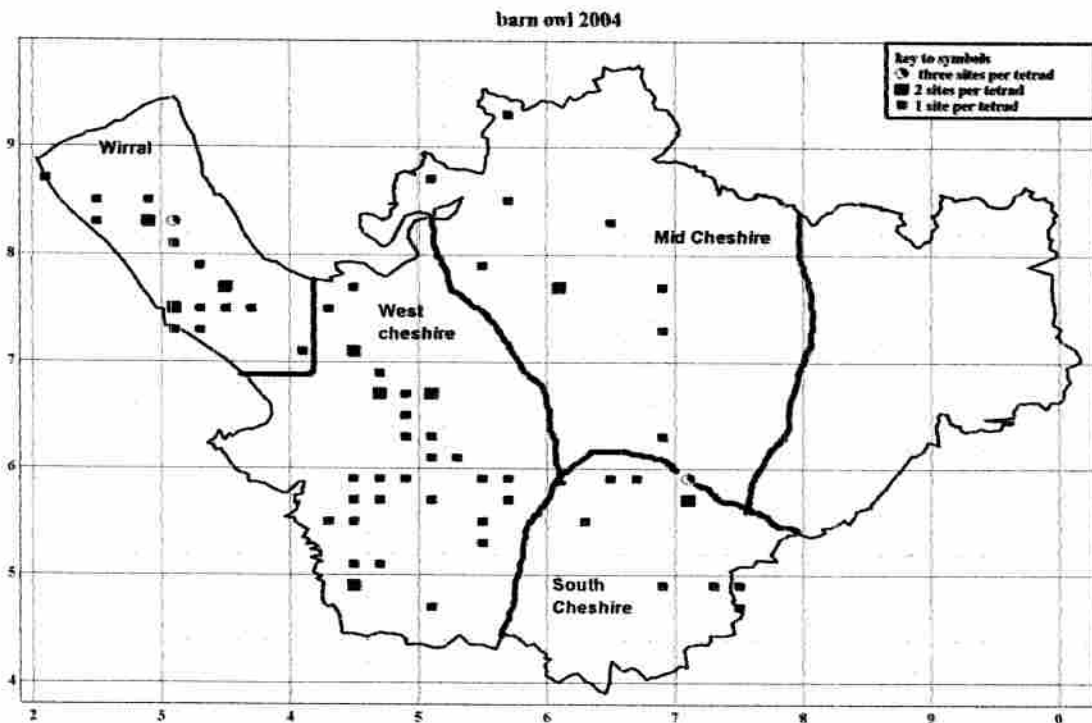 barn owl 2004
key to symbols
three sites per tetrad
2 sites per tetrad
1 site per tetrad
9
Wirral
Mid Cheshire
8
West
cheshire
7
6
5
South
Cheshire
4
2 3 4 5 6 7 8 9 0